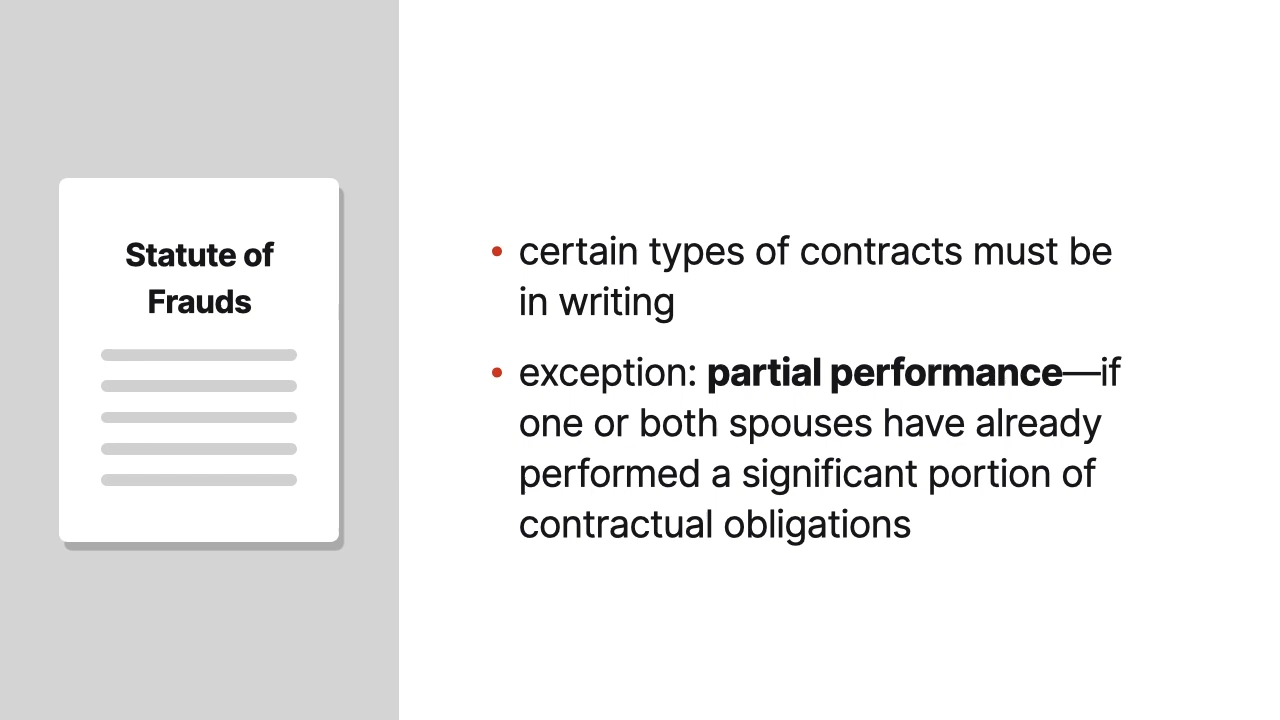 Statute of
Frauds
• certain types of contracts must be
in writing
• exception: partial performance—if
one or both spouses have already
performed a significant portion of
contractual obligations